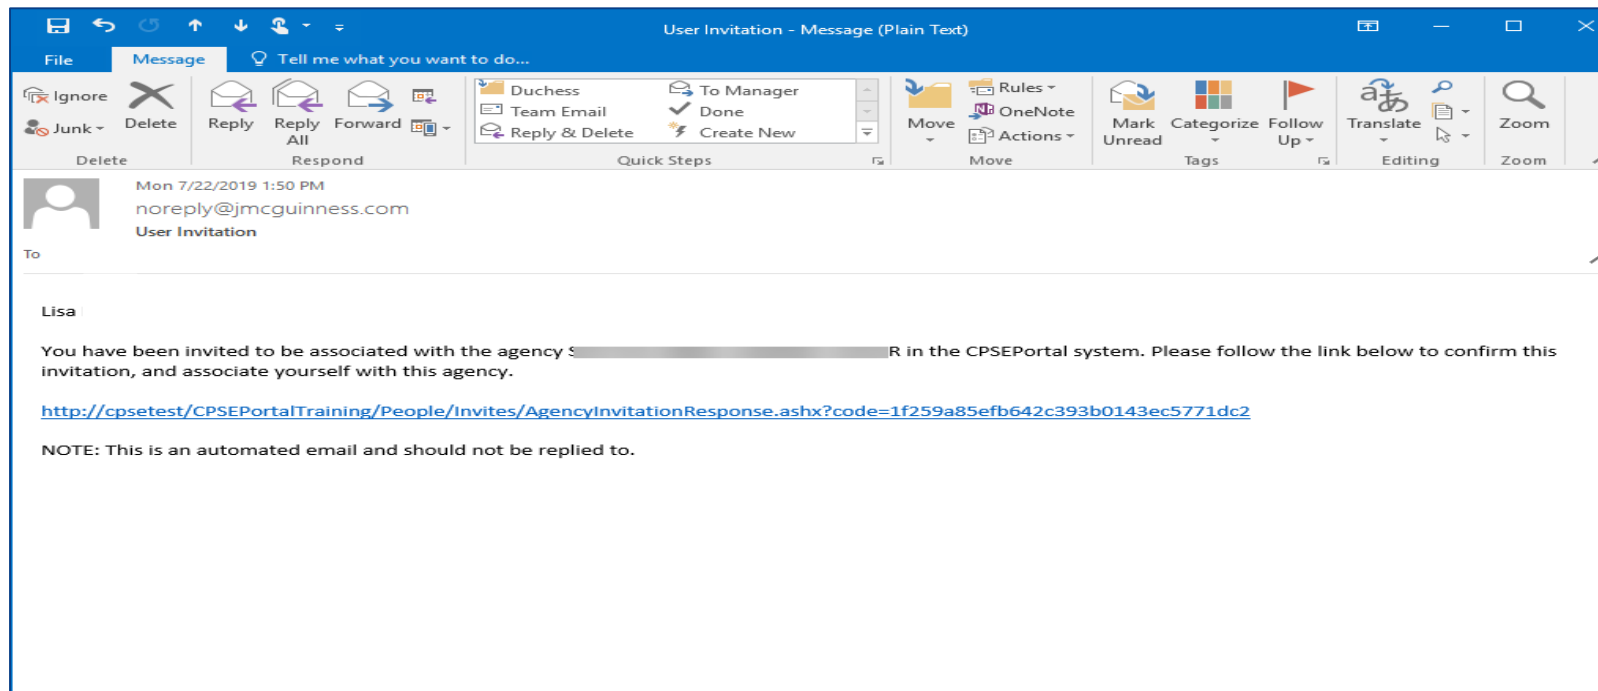 User Invitation - Message (Plain Text)
File Message Tell me what you want to do...
Ignore
Junk
Delete
Reply
Reply All
Forward
Duchess
Team Email
Reply & Delete
To Manager
Done
Create New
Move
Rules
OneNote
Actions
Mark Unread
Categorize
Follow Up
Translate
Zoom
Delete Respond Quick Steps Move Tags Editing Zoom
Mon 7/22/2019 1:50 PM
noreply@jmcguinness.com
User Invitation
To
Lisa
You have been invited to be associated with the agency S R in the CPSEPortal system. Please follow the link below to confirm this
invitation, and associate yourself with this agency.
http://cpsetest/CPSEPortalTraining/People/Invites/AgencyInvitationResponse.ashx?code=1f259a85efb642c393b0143ec5771dc2
NOTE: This is an automated email and should not be replied to.